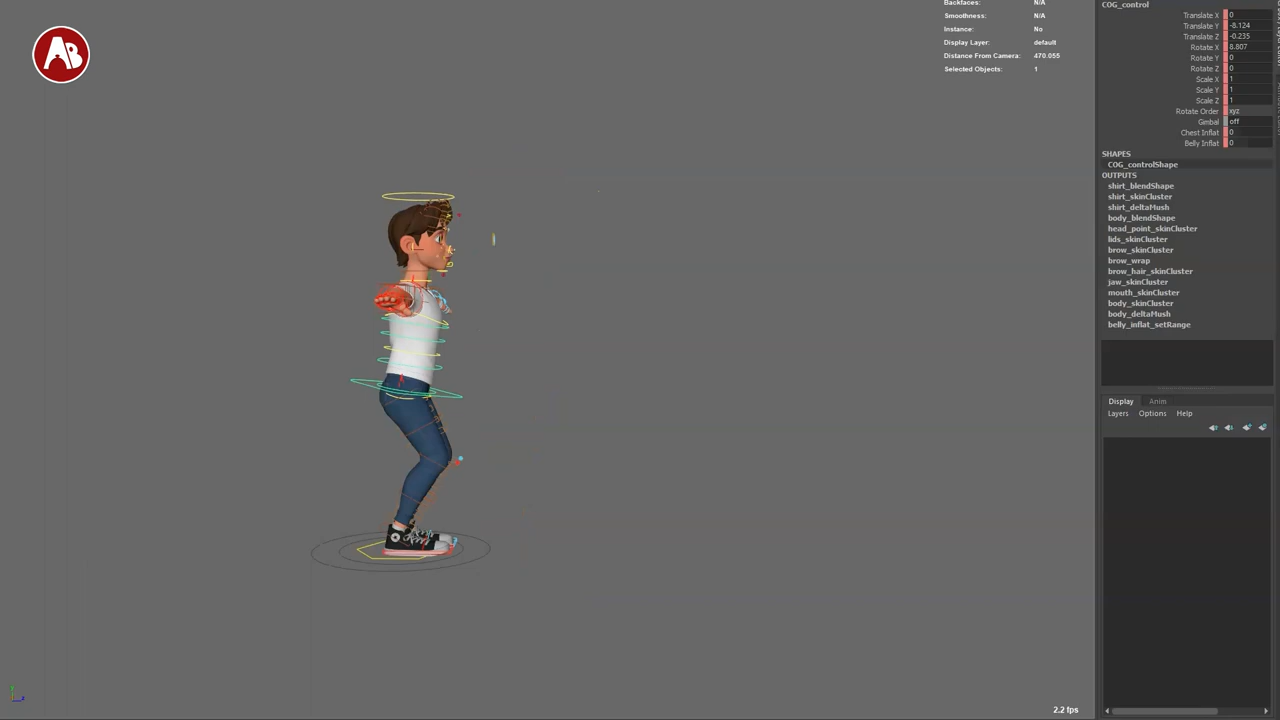 AB
Backfaces: N/A
Smoothness: N/A
Instance: No
Display Layer: default
Distance From Camera: 470.055
Selected Objects: 1
2.2 fps
COG_control
Translate X 0
Translate Y -8.124
Translate Z -0.235
Rotate X 8.807
Rotate Y 0
Rotate Z 0
Scale X 1
Scale Y 1
Scale Z 1
Rotate Order xyz
Gimbal off
Chest Inflat 0
Belly Inflat 0
SHAPES
COG_controlShape
OUTPUTS
shirt_blendShape
shirt_skinCluster
shirt_deltaMush
body_blendShape
head_point_skinCluster
lids_skinCluster
brow_skinCluster
brow_wrap
brow_hair_skinCluster
jaw_skinCluster
mouth_skinCluster
body_skinCluster
body_deltaMush
belly_inflat_setRange
Display Anim
Layers Options Help